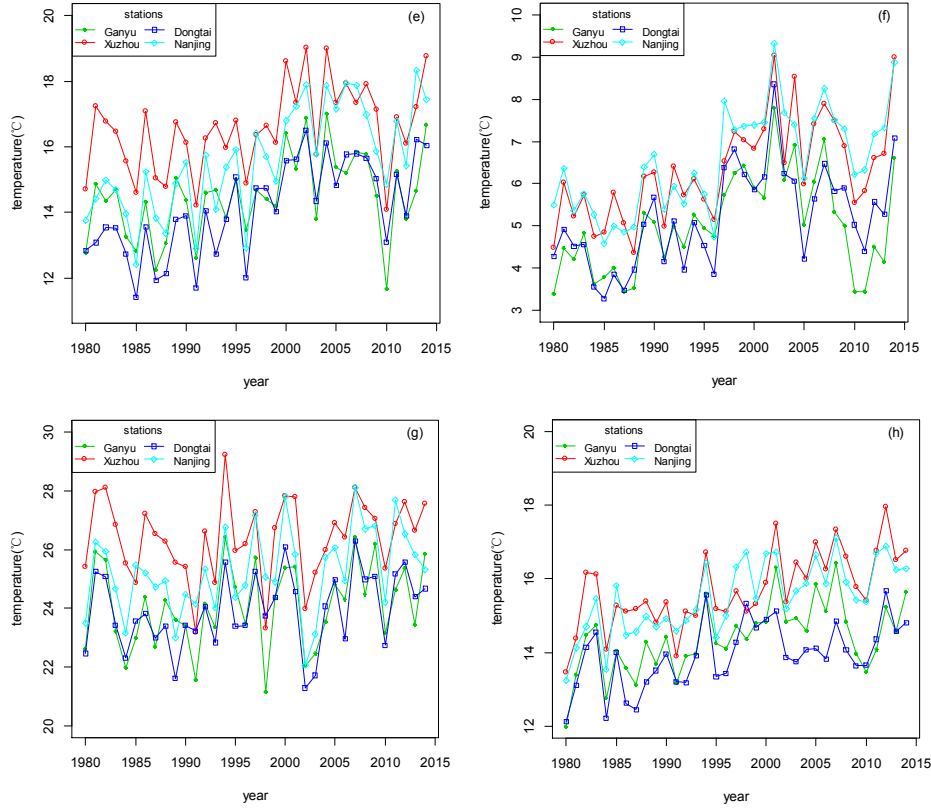 (e)
stations
Ganyu Dongtai
Xuzhou Nanjing
temperature(℃)
20
18
16
14
12
1980 1985 1990 1995 2000 2005 2010 2015
year
(f)
stations
Ganyu Dongtai
Xuzhou Nanjing
temperature(℃)
10
9
8
7
6
5
4
3
1980 1985 1990 1995 2000 2005 2010 2015
year
(g)
stations
Ganyu Dongtai
Xuzhou Nanjing
temperature(℃)
30
28
26
24
22
20
1980 1985 1990 1995 2000 2005 2010 2015
year
(h)
stations
Ganyu Dongtai
Xuzhou Nanjing
temperature(℃)
20
18
16
14
12
1980 1985 1990 1995 2000 2005 2010 2015
year